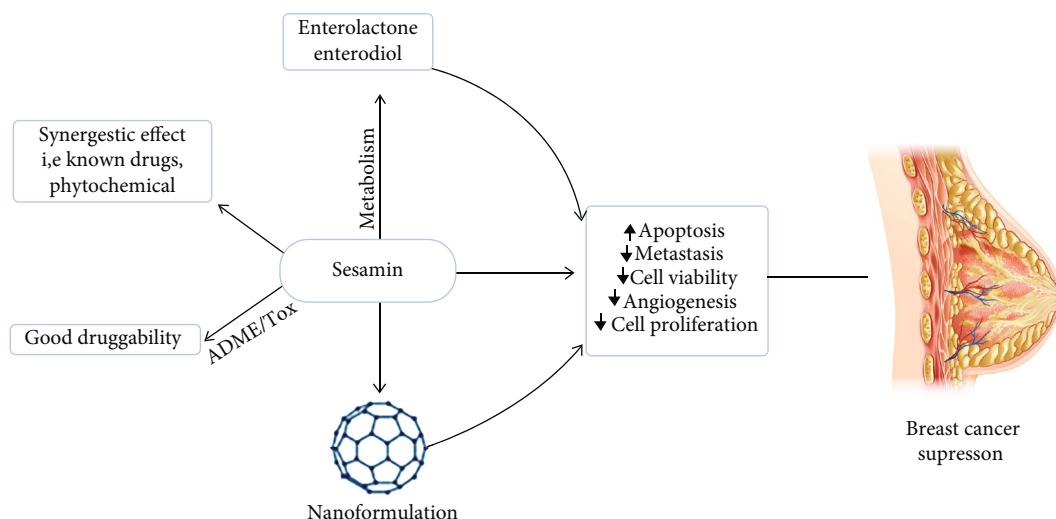 Enterolactone
enterodiol
Synergestic effect
i,e known drugs,
phytochemical
Metabolism
Sesamin
Good druggability
ADME/Tox
Apoptosis
Metastasis
Cell viability
Angiogenesis
Cell proliferation
Nanoformulation
Breast cancer
supresson